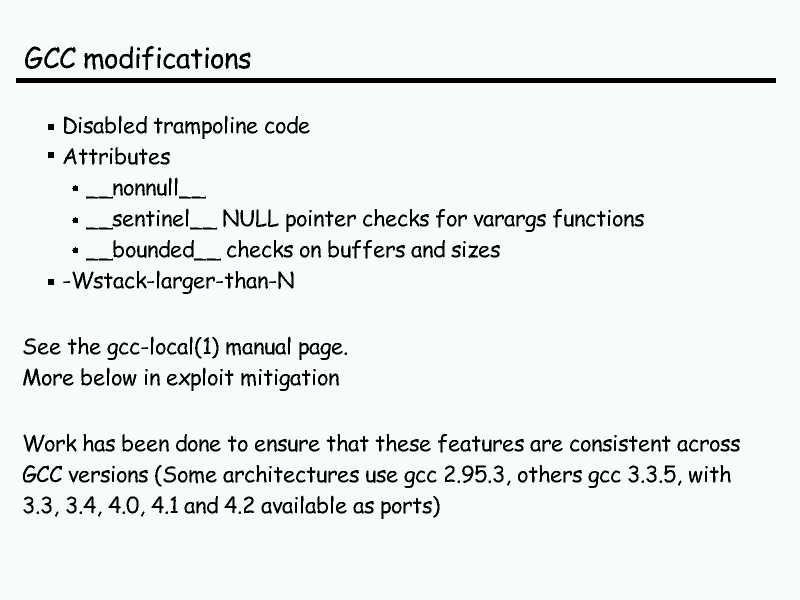 GCC modifications
▪ Disabled trampoline code
▪ Attributes
▪ __nonnull__
▪ __sentinel__ NULL pointer checks for varargs functions
▪ __bounded__ checks on buffers and sizes
▪ -Wstack-larger-than-N
See the gcc-local(1) manual page.
More below in exploit mitigation
Work has been done to ensure that these features are consistent across
GCC versions (Some architectures use gcc 2.95.3, others gcc 3.3.5, with
3.3, 3.4, 4.0, 4.1 and 4.2 available as ports)